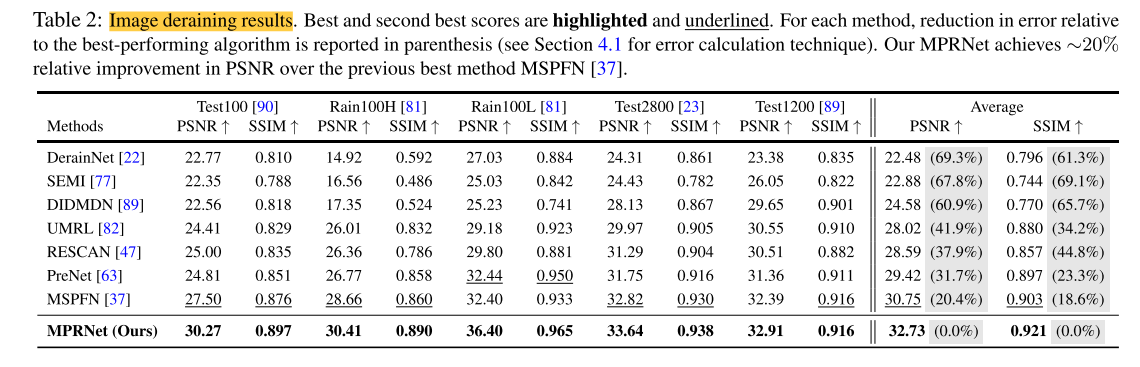 Table 2: Image deraining results. Best and second best scores are highlighted and underlined. For each method, reduction in error relative
to the best-performing algorithm is reported in parenthesis (see Section 4.1 for error calculation technique). Our MPRNet achieves ∼20%
relative improvement in PSNR over the previous best method MSPFN [37].
Test100 [90] Rain100H [81] Rain100L [81] Test2800 [23] Test1200 [89] Average
Methods PSNR ↑ SSIM ↑ PSNR ↑ SSIM ↑ PSNR ↑ SSIM ↑ PSNR ↑ SSIM ↑ PSNR ↑ SSIM ↑ PSNR ↑ SSIM ↑
DerainNet [22] 22.77 0.810 14.92 0.592 27.03 0.884 24.31 0.861 23.38 0.835 22.48 (69.3%) 0.796 (61.3%)
SEMI [77] 22.35 0.788 16.56 0.486 25.03 0.842 24.43 0.782 26.05 0.822 22.88 (67.8%) 0.744 (69.1%)
DIDMDN [89] 22.56 0.818 17.35 0.524 25.23 0.741 28.13 0.867 29.65 0.901 24.58 (60.9%) 0.770 (65.7%)
UMRL [82] 24.41 0.829 26.01 0.832 29.18 0.923 29.97 0.905 30.55 0.910 28.02 (41.9%) 0.880 (34.2%)
RESCAN [47] 25.00 0.835 26.36 0.786 29.80 0.881 31.29 0.904 30.51 0.882 28.59 (37.9%) 0.857 (44.8%)
PreNet [63] 24.81 0.851 26.77 0.858 32.44 0.950 31.75 0.916 31.36 0.911 29.42 (31.7%) 0.897 (23.3%)
MSPFN [37] 27.50 0.876 28.66 0.860 32.40 0.933 32.82 0.930 32.39 0.916 30.75 (20.4%) 0.903 (18.6%)
MPRNet (Ours) 30.27 0.897 30.41 0.890 36.40 0.965 33.64 0.938 32.91 0.916 32.73 (0.0%) 0.921 (0.0%)